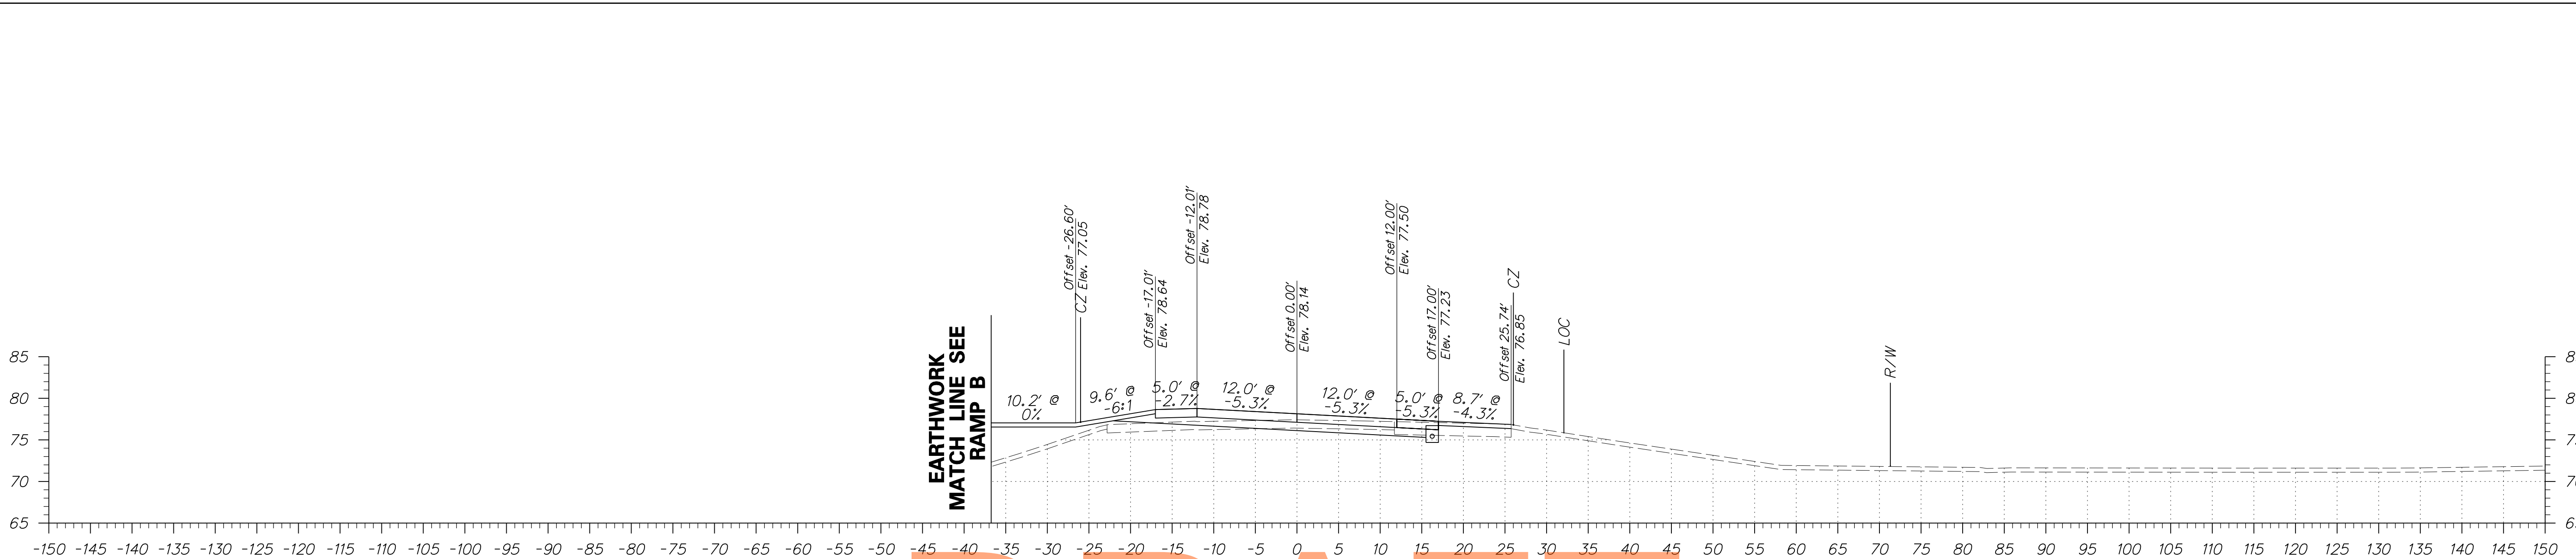 Offset -26.60'
CZ Elev. 77.05
Offset -17.01'
Elev. 78.64
Offset -12.01'
Elev. 78.78
Offset 0.00'
Elev. 78.14
Offset 12.00'
Elev. 77.50
Offset 17.00'
Elev. 77.23
Offset 25.74'
Elev. 76.85
CZ
LOC
R/W
EARTHWORK
MATCH LINE SEE
RAMP B
10.2' @
0%
9.6' @
-6:1
5.0' @
-2.7%
12.0' @
-5.3%
12.0' @
-5.3%
5.0' @
-5.3%
8.7' @
-4.3%
85
80
75
70
65
-150 -145 -140 -135 -130 -125 -120 -115 -110 -105 -100 -95 -90 -85 -80 -75 -70 -65 -60 -55 -50 -45 -40 -35 -30 -25 -20 -15 -10 -5 0 5 10 15 20 25 30 35 40 45 50 55 60 65 70 75 80 85 90 95 100 105 110 115 120 125 130 135 140 145 150